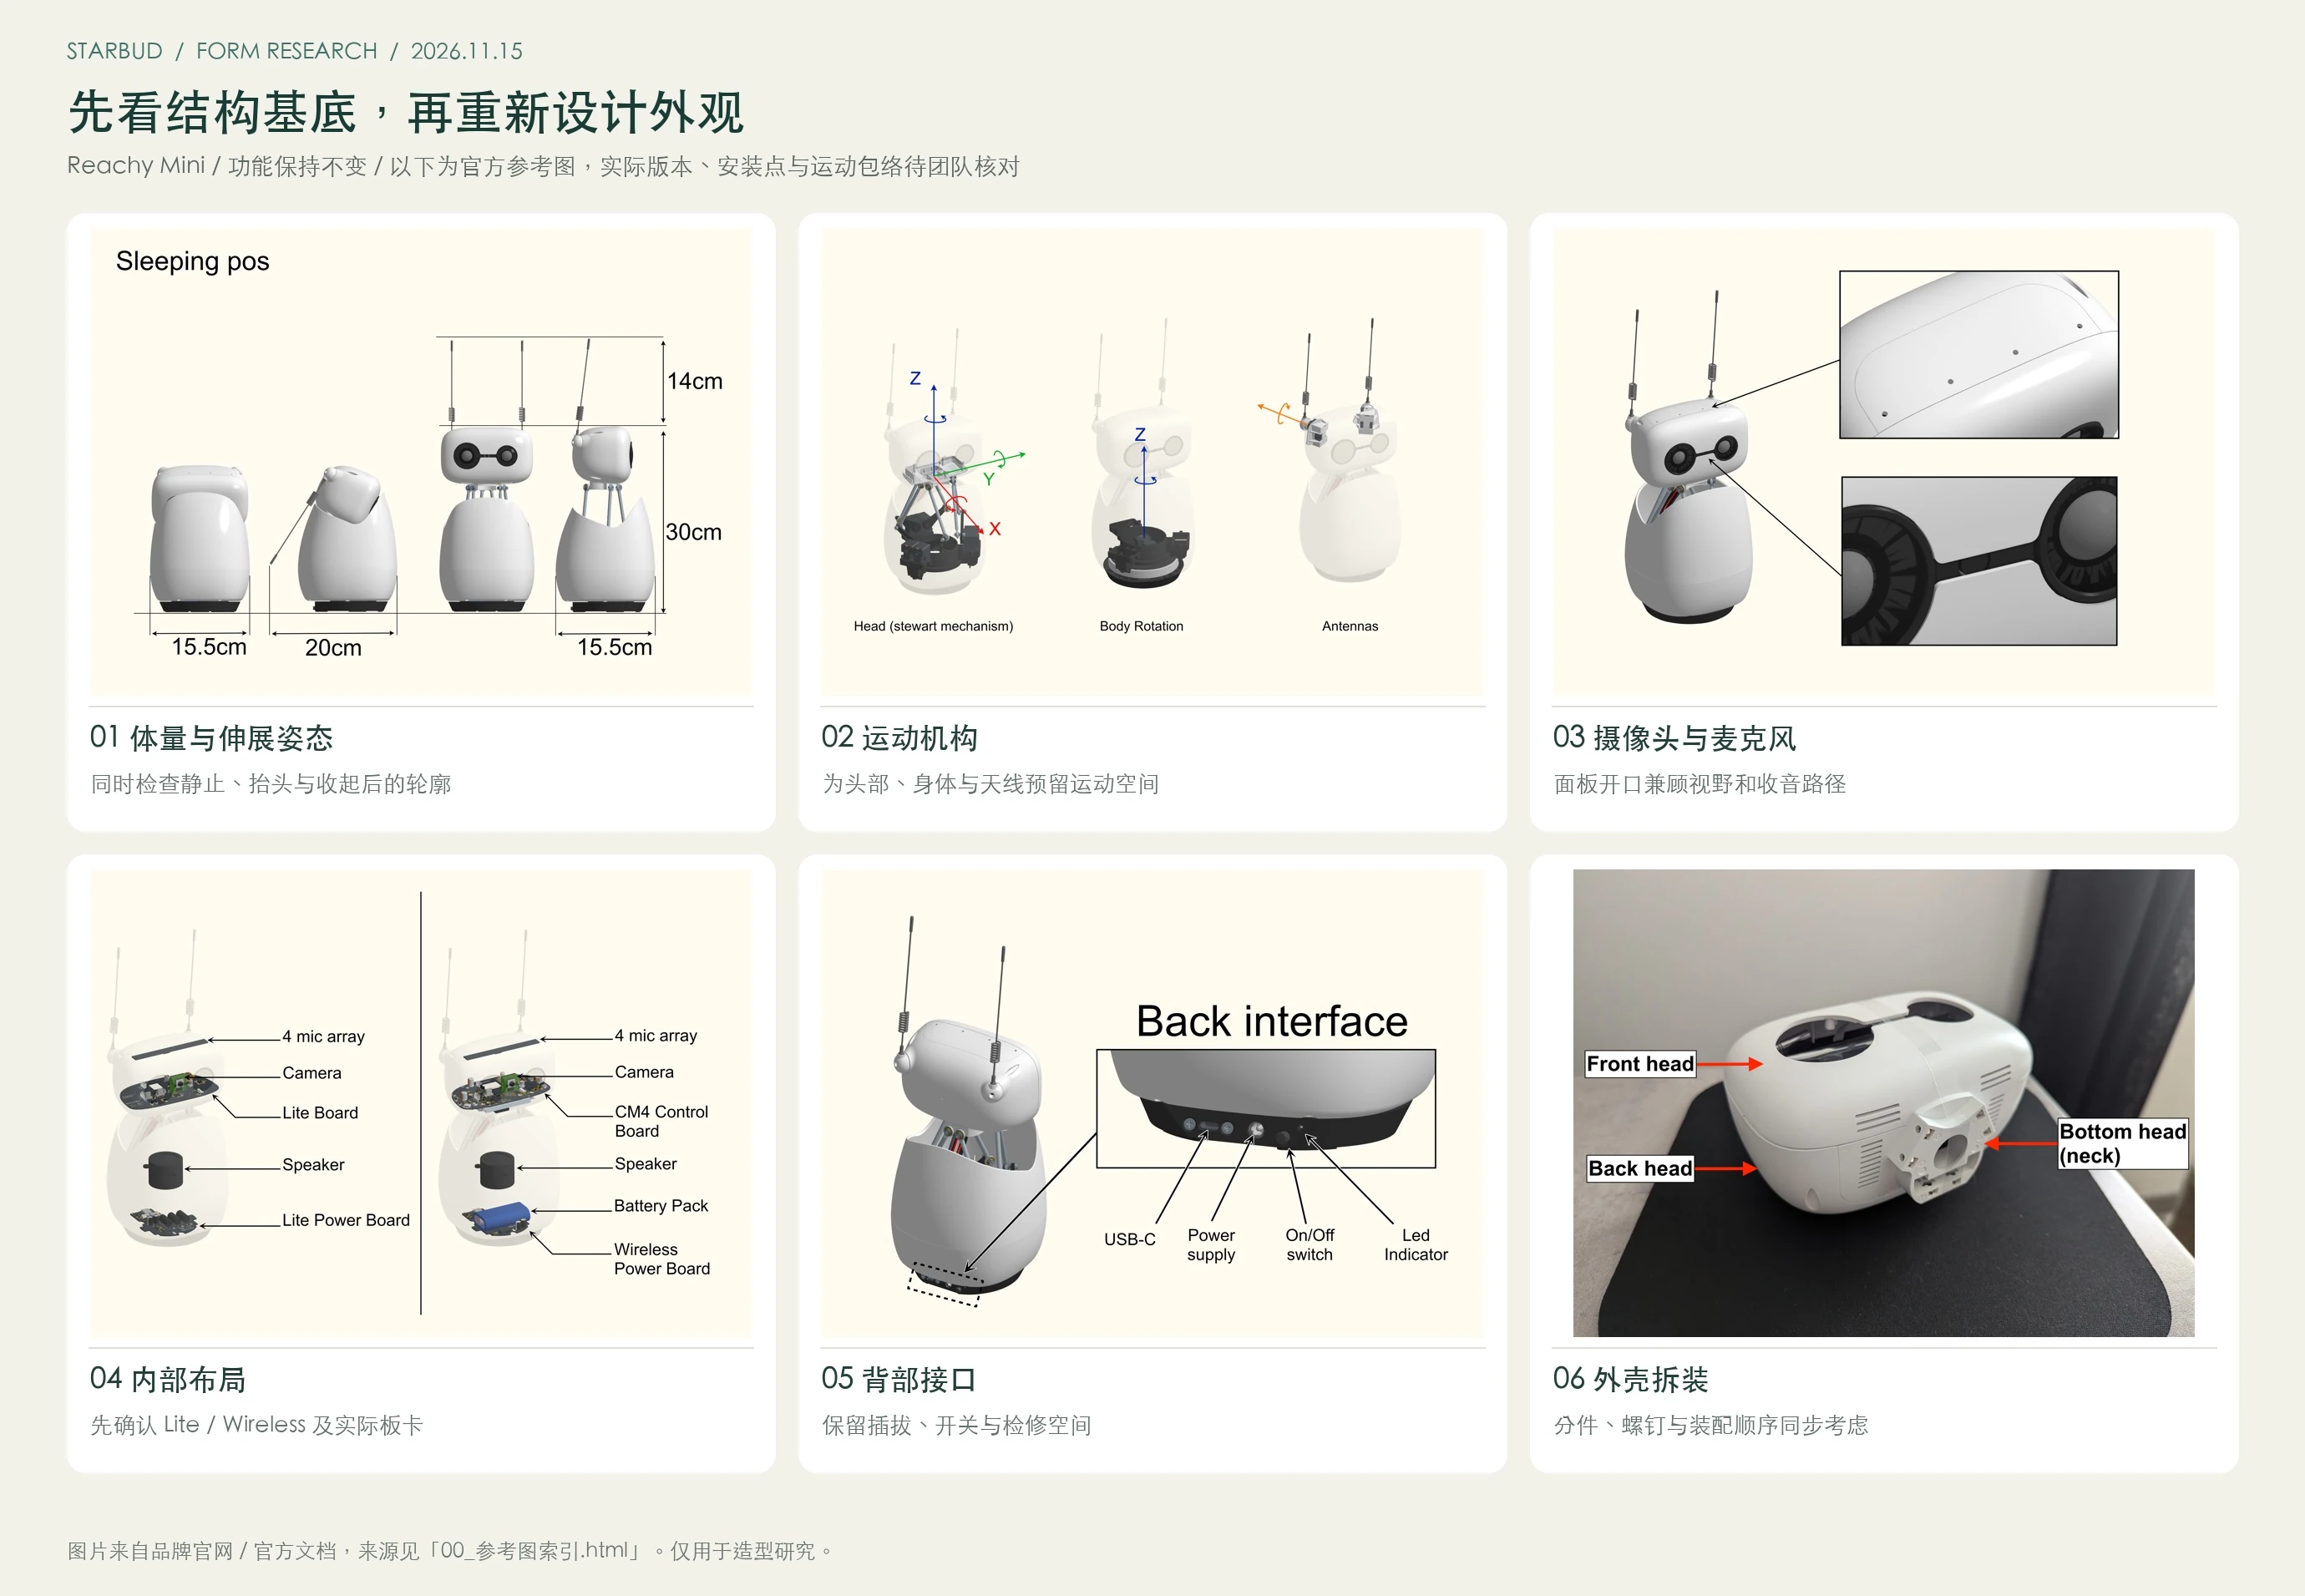 STARBUD / FORM RESEARCH / 2026.11.15
先看结构基底，再重新设计外观
Reachy Mini / 功能保持不变 / 以下为官方参考图，实际版本、安装点与运动包络待团队核对
Sleeping pos
14cm
30cm
15.5cm
20cm
15.5cm
01 体量与伸展姿态
同时检查静止、抬头与收起后的轮廓
Z
Y
X
Z
Head (stewart mechanism)
Body Rotation
Antennas
02 运动机构
为头部、身体与天线预留运动空间
03 摄像头与麦克风
面板开口兼顾视野和收音路径
4 mic array
Camera
Lite Board
Speaker
Lite Power Board
4 mic array
Camera
CM4 Control
Board
Speaker
Battery Pack
Wireless
Power Board
04 内部布局
先确认 Lite / Wireless 及实际板卡
Back interface
USB-C
Power
supply
On/Off
switch
Led
Indicator
05 背部接口
保留插拔、开关与检修空间
Front head
Back head
Bottom head
(neck)
06 外壳拆装
分件、螺钉与装配顺序同步考虑
图片来自品牌官网 / 官方文档，来源见「00_参考图索引.html」。仅用于造型研究。